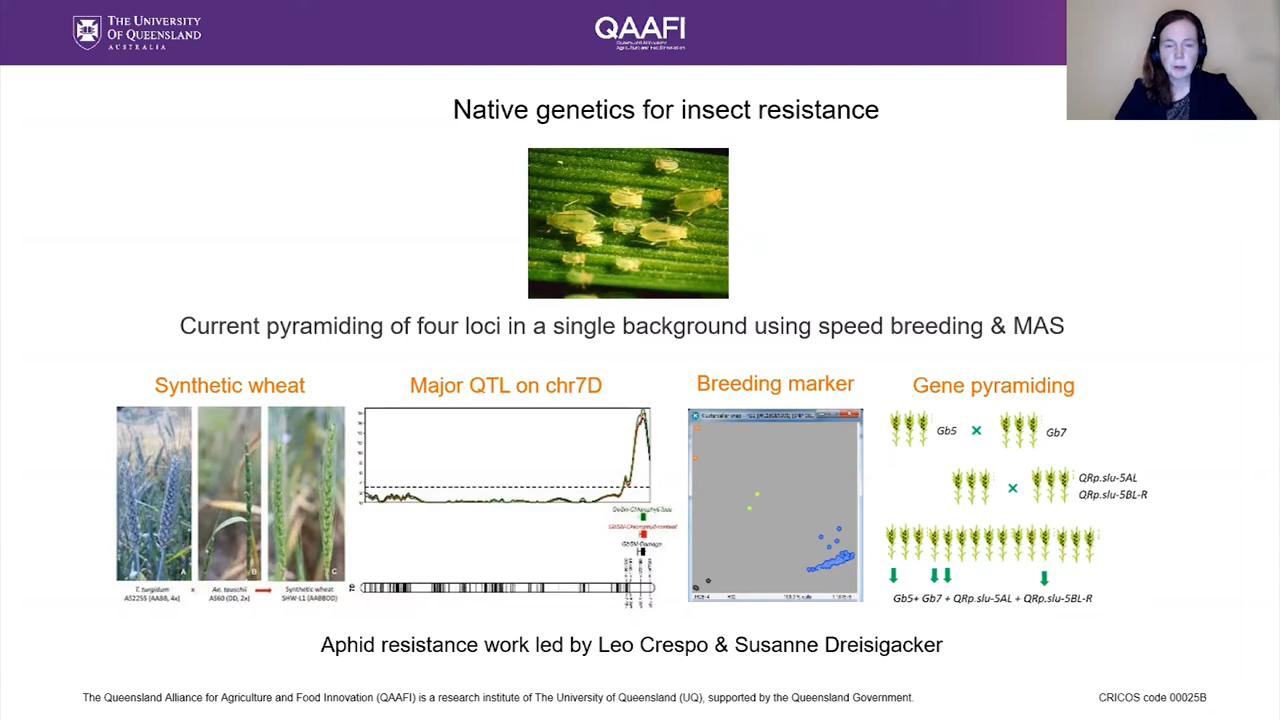 THE UNIVERSITY
OF QUEENSLAND
AUSTRALIA
QAAFI
Native genetics for insect resistance
Current pyramiding of four loci in a single background using speed breeding & MAS
Synthetic wheat
Major QTL on chr7D
Breeding marker
Gene pyramiding
A
B
C
T. turgidum
AS2255 (AABB, 4x)
x
Ae. tauschii
AS60 (DD, 2x)
Synthetic wheat
SHW-L1 (AABBDD)
7D
Gb5
×
Gb7
×
QRp.slu-5AL
QRp.slu-5BL-R
Gb5+ Gb7 + QRp.slu-5AL + QRp.slu-5BL-R
Aphid resistance work led by Leo Crespo & Susanne Dreisigacker
The Queensland Alliance for Agriculture and Food Innovation (QAAFI) is a research institute of The University of Queensland (UQ), supported by the Queensland Government.
CRICOS code 00025B